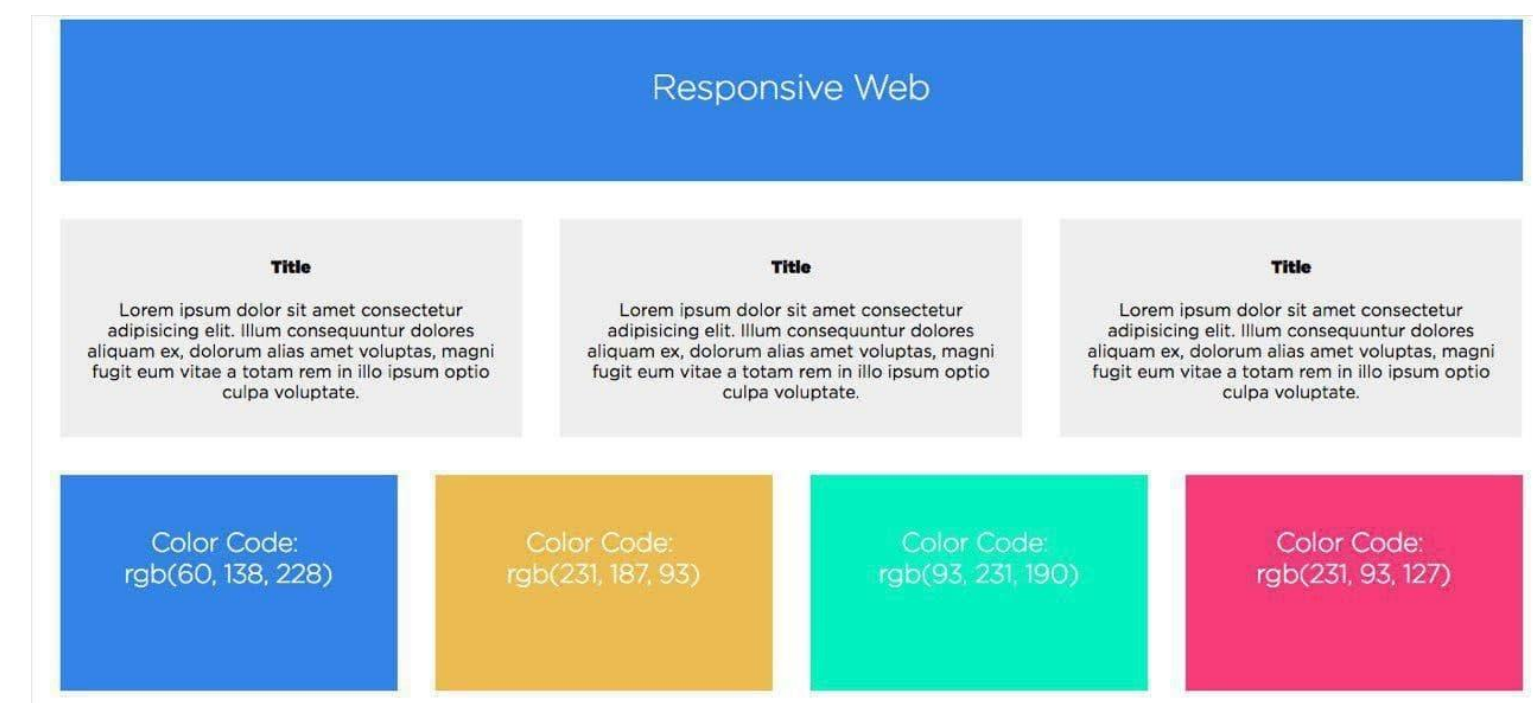 Responsive Web
Title
Lorem ipsum dolor sit amet consectetur
adipisicing elit. Illum consequuntur dolores
aliquam ex, dolorum alias amet voluptas, magni
fugit eum vitae a totam rem in illo ipsum optio
culpa voluptate.
Title
Lorem ipsum dolor sit amet consectetur
adipisicing elit. Illum consequuntur dolores
aliquam ex, dolorum alias amet voluptas, magni
fugit eum vitae a totam rem in illo ipsum optio
culpa voluptate.
Title
Lorem ipsum dolor sit amet consectetur
adipisicing elit. Illum consequuntur dolores
aliquam ex, dolorum alias amet voluptas, magni
fugit eum vitae a totam rem in illo ipsum optio
culpa voluptate.
Color Code:
rgb(60, 138, 228)
Color Code:
rgb(231, 187, 93)
Color Code:
rgb(93, 231, 190)
Color Code:
rgb(231, 93, 127)